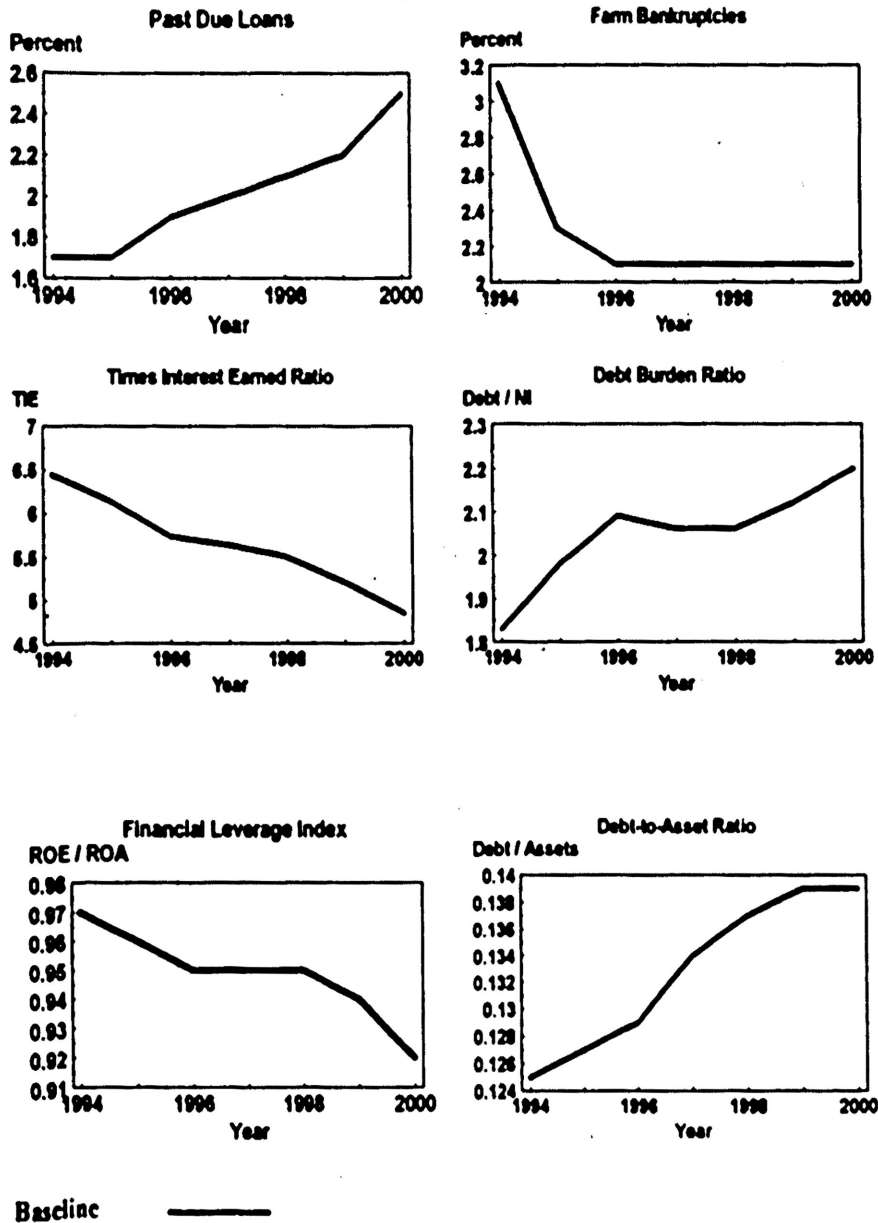 Past Due Loans
Percent
2.6
2.4
2.2
2
1.8
1.6
1994 1996 1998 2000
Year
Farm Bankruptcies
Percent
3.2
3
2.8
2.6
2.4
2.2
2
1994 1996 1998 2000
Year
Times Interest Earned Ratio
TIE
7
6.5
6
5.5
5
4.5
1994 1996 1998 2000
Year
Debt Burden Ratio
Debt / NI
2.3
2.2
2.1
2
1.9
1.8
1994 1996 1998 2000
Year
Financial Leverage Index
ROE / ROA
0.98
0.97
0.96
0.95
0.94
0.93
0.92
0.91
1994 1996 1998 2000
Year
Debt-to-Asset Ratio
Debt / Assets
0.14
0.138
0.136
0.134
0.132
0.13
0.128
0.126
0.124
1994 1996 1998 2000
Year
Baseline